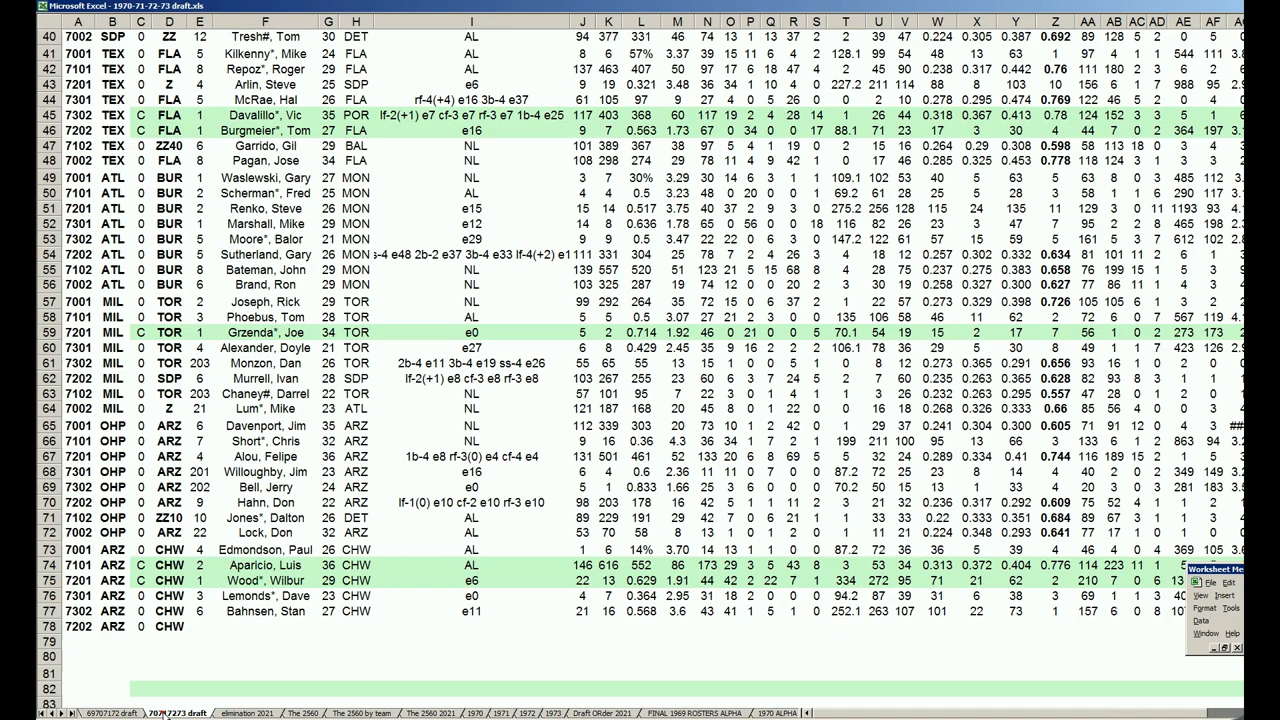 Microsoft Excel - 1970-71-72-73 draft.xls
A B C D E F G H I J K L M N O P Q R S T U V W X Y Z AA AB AC AD AE AF
40 7002 SDP 0 ZZ 12 Tresh#, Tom 30 DET AL 94 377 331 46 74 13 1 13 37 2 2 39 47 0.224 0.305 0.387 0.692 89 128 5 2 0 5
41 7001 TEX 0 FLA 5 Kilkenny*, Mike 24 FLA AL 6 8 57% 3.37 39 15 11 6 1 1 128.1 99 54 48 13 63 1 97 4 1 1 544 111 3.8
42 7101 TEX 0 FLA 2 Repoz*, Roger 29 FLA AL 137 463 407 50 97 17 6 18 47 4 2 45 90 0.238 0.317 0.442 0.76 111 180 2 3 6 2
43 7201 TEX 0 Z 4 Arlin, Steve 25 SDP e6 9 19 0.321 3.48 36 34 1 10 4 0 227.2 211 114 88 8 103 10 156 6 1 11 988 95
44 7301 TEX 0 FLA 5 McRae, Hal 26 FLA rf-4(+4) e16 3b-4 e37 61 105 97 9 27 4 0 5 26 0 0 2 10 0.278 0.295 0.474 0.769 122 46 5 2 0 0
45 7302 TEX C FLA 1 Davalillo*, Vic 35 POR lf-2(+1) e7 cf-3 e7 rf-3 e7 1b-4 e25 117 403 368 60 117 19 2 4 28 14 1 26 44 0.318 0.367 0.413 0.78 124 152 3 3 5 1
46 7202 TEX C FLA 1 Burgmeier*, Tom 27 FLA e16 9 7 0.563 1.73 67 0 34 0 0 17 88.1 71 23 17 3 30 4 44 7 0 2 364 197
47 7102 TEX 0 ZZ40 6 Garrido, Gil 29 BAL NL 101 389 367 38 97 5 4 1 19 0 2 15 16 0.264 0.29 0.308 0.598 58 113 18 0 0 2
48 7002 TEX 0 FLA 8 Pagan, Jose 34 FLA NL 108 298 274 29 78 11 4 9 42 1 0 17 46 0.285 0.325 0.453 0.778 118 124 3 1 3 2
49 7001 ATL 0 BUR 1 Waslewski, Gary 27 MON NL 3 7 30% 3.29 30 14 6 3 1 1 109.1 102 53 40 5 63 5 63 0 0 3 485 112
50 7101 ATL 0 BUR 2 Scherman*, Fred 25 MON AL 4 4 0.5 3.23 48 0 20 0 0 1 69.2 61 28 25 5 28 3 58 1 1 6 290 117
51 7201 ATL 0 BUR 2 Renko, Steve 26 MON e15 15 14 0.517 3.75 40 37 2 9 3 0 275.2 256 128 115 24 135 11 129 3 0 11 1193 93
52 7301 ATL 0 BUR 1 Marshall, Mike 29 MON e12 14 8 0.636 1.78 65 0 56 0 0 18 116 82 26 23 3 47 7 95 2 0 8 465 198
53 7302 ATL 0 BUR 5 Moore*, Balor 21 MON e29 9 9 0.5 3.47 22 22 0 6 3 0 147.2 122 61 57 15 59 5 161 5 3 7 612 102
54 7202 ATL 0 BUR 5 Sutherland, Gary 26 MON s-4 e48 2b-2 e37 3b-4 e33 lf-4(+2) e1 111 331 304 25 78 7 2 4 26 3 4 18 12 0.257 0.302 0.332 0.634 81 101 11 2 1 1
55 7102 ATL 0 BUR 8 Bateman, John 29 MON NL 139 557 520 51 123 21 5 15 68 8 4 28 75 0.237 0.275 0.383 0.658 76 199 15 1 5 3
56 7002 ATL 0 BUR 6 Brand, Ron 29 MON NL 103 325 287 19 74 12 0 0 20 2 1 31 19 0.258 0.327 0.300 0.627 77 86 11 3 0 4
57 7001 MIL 0 TOR 2 Joseph, Rick 29 TOR NL 99 292 264 35 72 15 0 6 37 2 1 22 57 0.273 0.329 0.398 0.726 105 105 6 1 3 2
58 7101 MIL 0 TOR 3 Phoebus, Tom 28 TOR AL 5 5 0.5 3.07 27 21 0 3 2 0 135 106 58 46 11 62 2 72 6 0 8 567 119
59 7201 MIL C TOR 1 Grzenda*, Joe 34 TOR e0 5 2 0.714 1.92 46 0 21 0 0 5 70.1 54 19 15 2 17 7 56 1 0 2 273 173
60 7301 MIL 0 TOR 4 Alexander, Doyle 21 TOR e27 6 8 0.429 2.45 35 9 16 2 2 2 106.1 78 36 29 5 30 8 49 1 1 7 423 126
61 7302 MIL 0 TOR 203 Monzon, Dan 26 TOR 2b-4 e11 3b-4 e19 ss-4 e26 55 65 55 13 15 1 0 0 5 1 0 8 12 0.273 0.365 0.291 0.656 93 16 1 0 2 0
62 7202 MIL 0 SDP 6 Murrell, Ivan 28 SDP lf-2(+1) e8 cf-3 e8 rf-3 e8 103 267 255 23 60 6 3 7 24 5 2 7 60 0.235 0.263 0.365 0.628 82 93 8 3 1 1
63 7102 MIL 0 TOR 203 Chaney#, Darrel 22 TOR NL 57 101 95 7 22 3 0 1 4 1 1 3 26 0.232 0.263 0.295 0.557 47 28 0 1 2 0
64 7002 MIL 0 Z 21 Lum*, Mike 23 ATL NL 121 187 168 20 45 8 0 1 22 0 0 16 18 0.268 0.326 0.333 0.66 85 56 4 0 0 3
65 7001 OHP 0 ARZ 6 Davenport, Jim 35 ARZ NL 112 339 303 20 73 10 1 2 42 0 1 29 37 0.241 0.304 0.300 0.605 71 91 12 0 4 3
66 7101 OHP 0 ARZ 7 Short*, Chris 32 ARZ NL 9 16 0.36 4.3 36 34 1 7 2 1 199 211 100 95 13 66 3 133 6 1 2 863 94
67 7201 OHP 0 ARZ 4 Alou, Felipe 36 ARZ 1b-4 e8 rf-3(0) e4 cf-4 e4 131 501 461 52 133 20 6 8 69 5 5 32 24 0.289 0.334 0.41 0.744 116 189 15 2 1 5
68 7301 OHP 0 ARZ 201 Willoughby, Jim 23 ARZ e16 6 4 0.6 2.36 11 11 0 7 0 0 87.2 72 25 23 8 14 4 40 2 0 0 349 149
69 7302 OHP 0 ARZ 202 Bell, Jerry 24 ARZ e0 5 1 0.833 1.66 25 3 6 0 0 0 70.2 50 15 13 1 33 4 20 3 0 3 281 183
70 7202 OHP 0 ARZ 9 Hahn, Don 22 ARZ lf-1(0) e10 cf-2 e10 rf-3 e10 98 203 178 16 42 5 1 1 11 2 3 21 32 0.236 0.317 0.292 0.609 75 52 4 1 1 2
71 7102 OHP 0 ZZ10 10 Jones*, Dalton 26 DET AL 89 229 191 29 42 7 0 6 21 1 1 33 33 0.22 0.333 0.351 0.684 89 67 3 1 1 3
72 7002 OHP 0 ARZ 22 Lock, Don 32 ARZ AL 53 70 58 8 13 1 0 1 2 0 1 11 22 0.224 0.348 0.293 0.641 77 17 1 0 0 1
73 7001 ARZ 0 CHW 4 Edmondson, Paul 26 CHW AL 1 6 14% 3.70 14 13 1 1 0 0 87.2 72 36 36 5 39 4 46 4 0 5 369 105
74 7101 ARZ C CHW 2 Aparicio, Luis 36 CHW AL 146 616 552 86 173 29 3 5 43 8 3 53 34 0.313 0.372 0.404 0.776 114 223 11 1
75 7201 ARZ C CHW 1 Wood*, Wilbur 29 CHW e6 22 13 0.629 1.91 44 42 2 22 7 1 334 272 95 71 21 62 2 210 7 0 6
76 7301 ARZ 0 CHW 3 Lemonds*, Dave 23 CHW e0 4 7 0.364 2.95 31 18 2 0 0 0 94.2 87 39 31 6 38 3 69 1 0 5
77 7302 ARZ 0 CHW 6 Bahnsen, Stan 27 CHW e11 21 16 0.568 3.6 43 41 1 5 1 0 252.1 263 107 101 22 73 1 157 6 0 8
78 7202 ARZ 0 CHW
79
80
81
82
83
Worksheet Me
File Edit
View Insert
Format Tools
Data
Window Help
69707172 draft 70717273 draft elimination 2021 The 2560 The 2560 by team The 2560 2021 1970 1971 1972 1973 Draft ORder 2021 FINAL 1969 ROSTERS ALPHA 1970 ALPHA